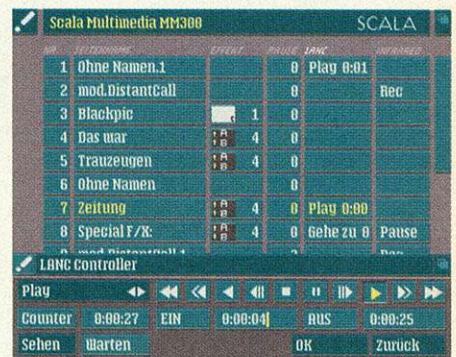 Scala Multimedia MM300 SCALA
NR. SEITENNAME EFFEKT PAUSE LANC INFRARED
1 Ohne Namen.1 0 Play 0:01
2 mod.DistantCall 0 Rec
3 Blackpic 1 0
4 Das war A B 4 0
5 Trauzeugen A B 4 0
6 Ohne Namen 0
7 Zeitung A B 4 0 Play 0:00
8 Special F/X: A B 4 0 Gehe zu 0 Pause
LANC Controller
Play
Counter 0:00:27 EIN 0:00:04 AUS 0:00:25
Sehen Warten OK Zurück